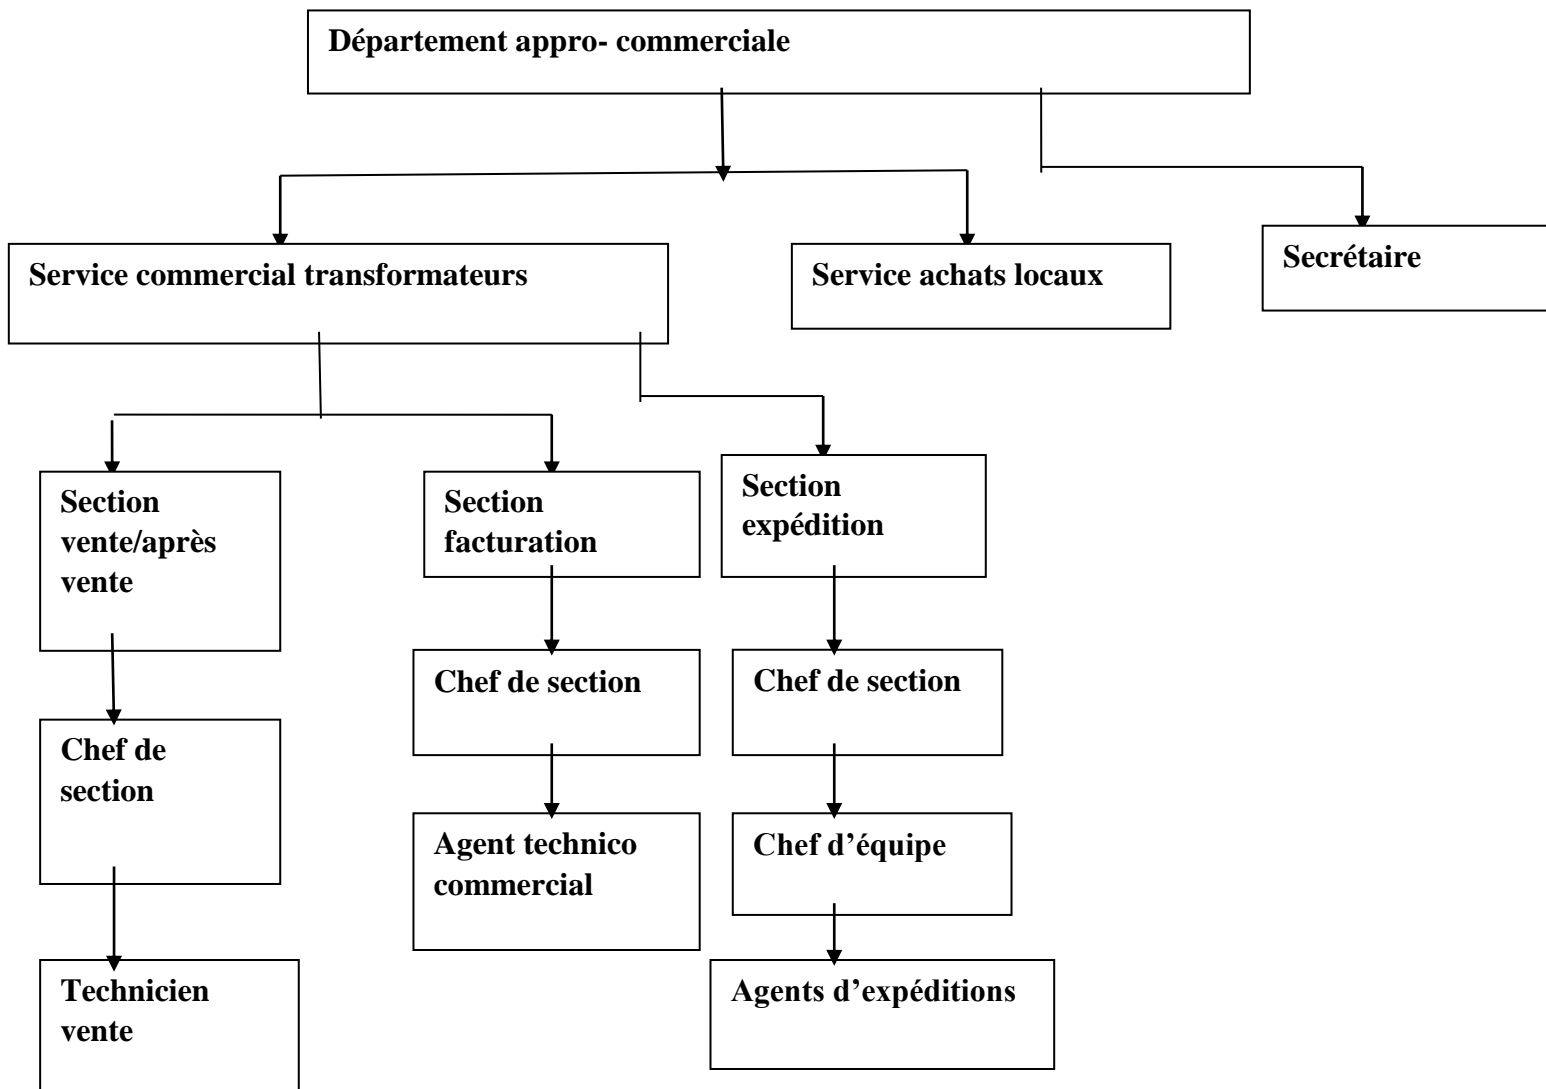 Département appro- commerciale
Service commercial transformateurs
Service achats locaux
Secrétaire
Section
vente/après
vente
Section
facturation
Section
expédition
Chef de section
Chef de section
Chef de
section
Agent technico
commercial
Chef d’équipe
Technicien
vente
Agents d’expéditions